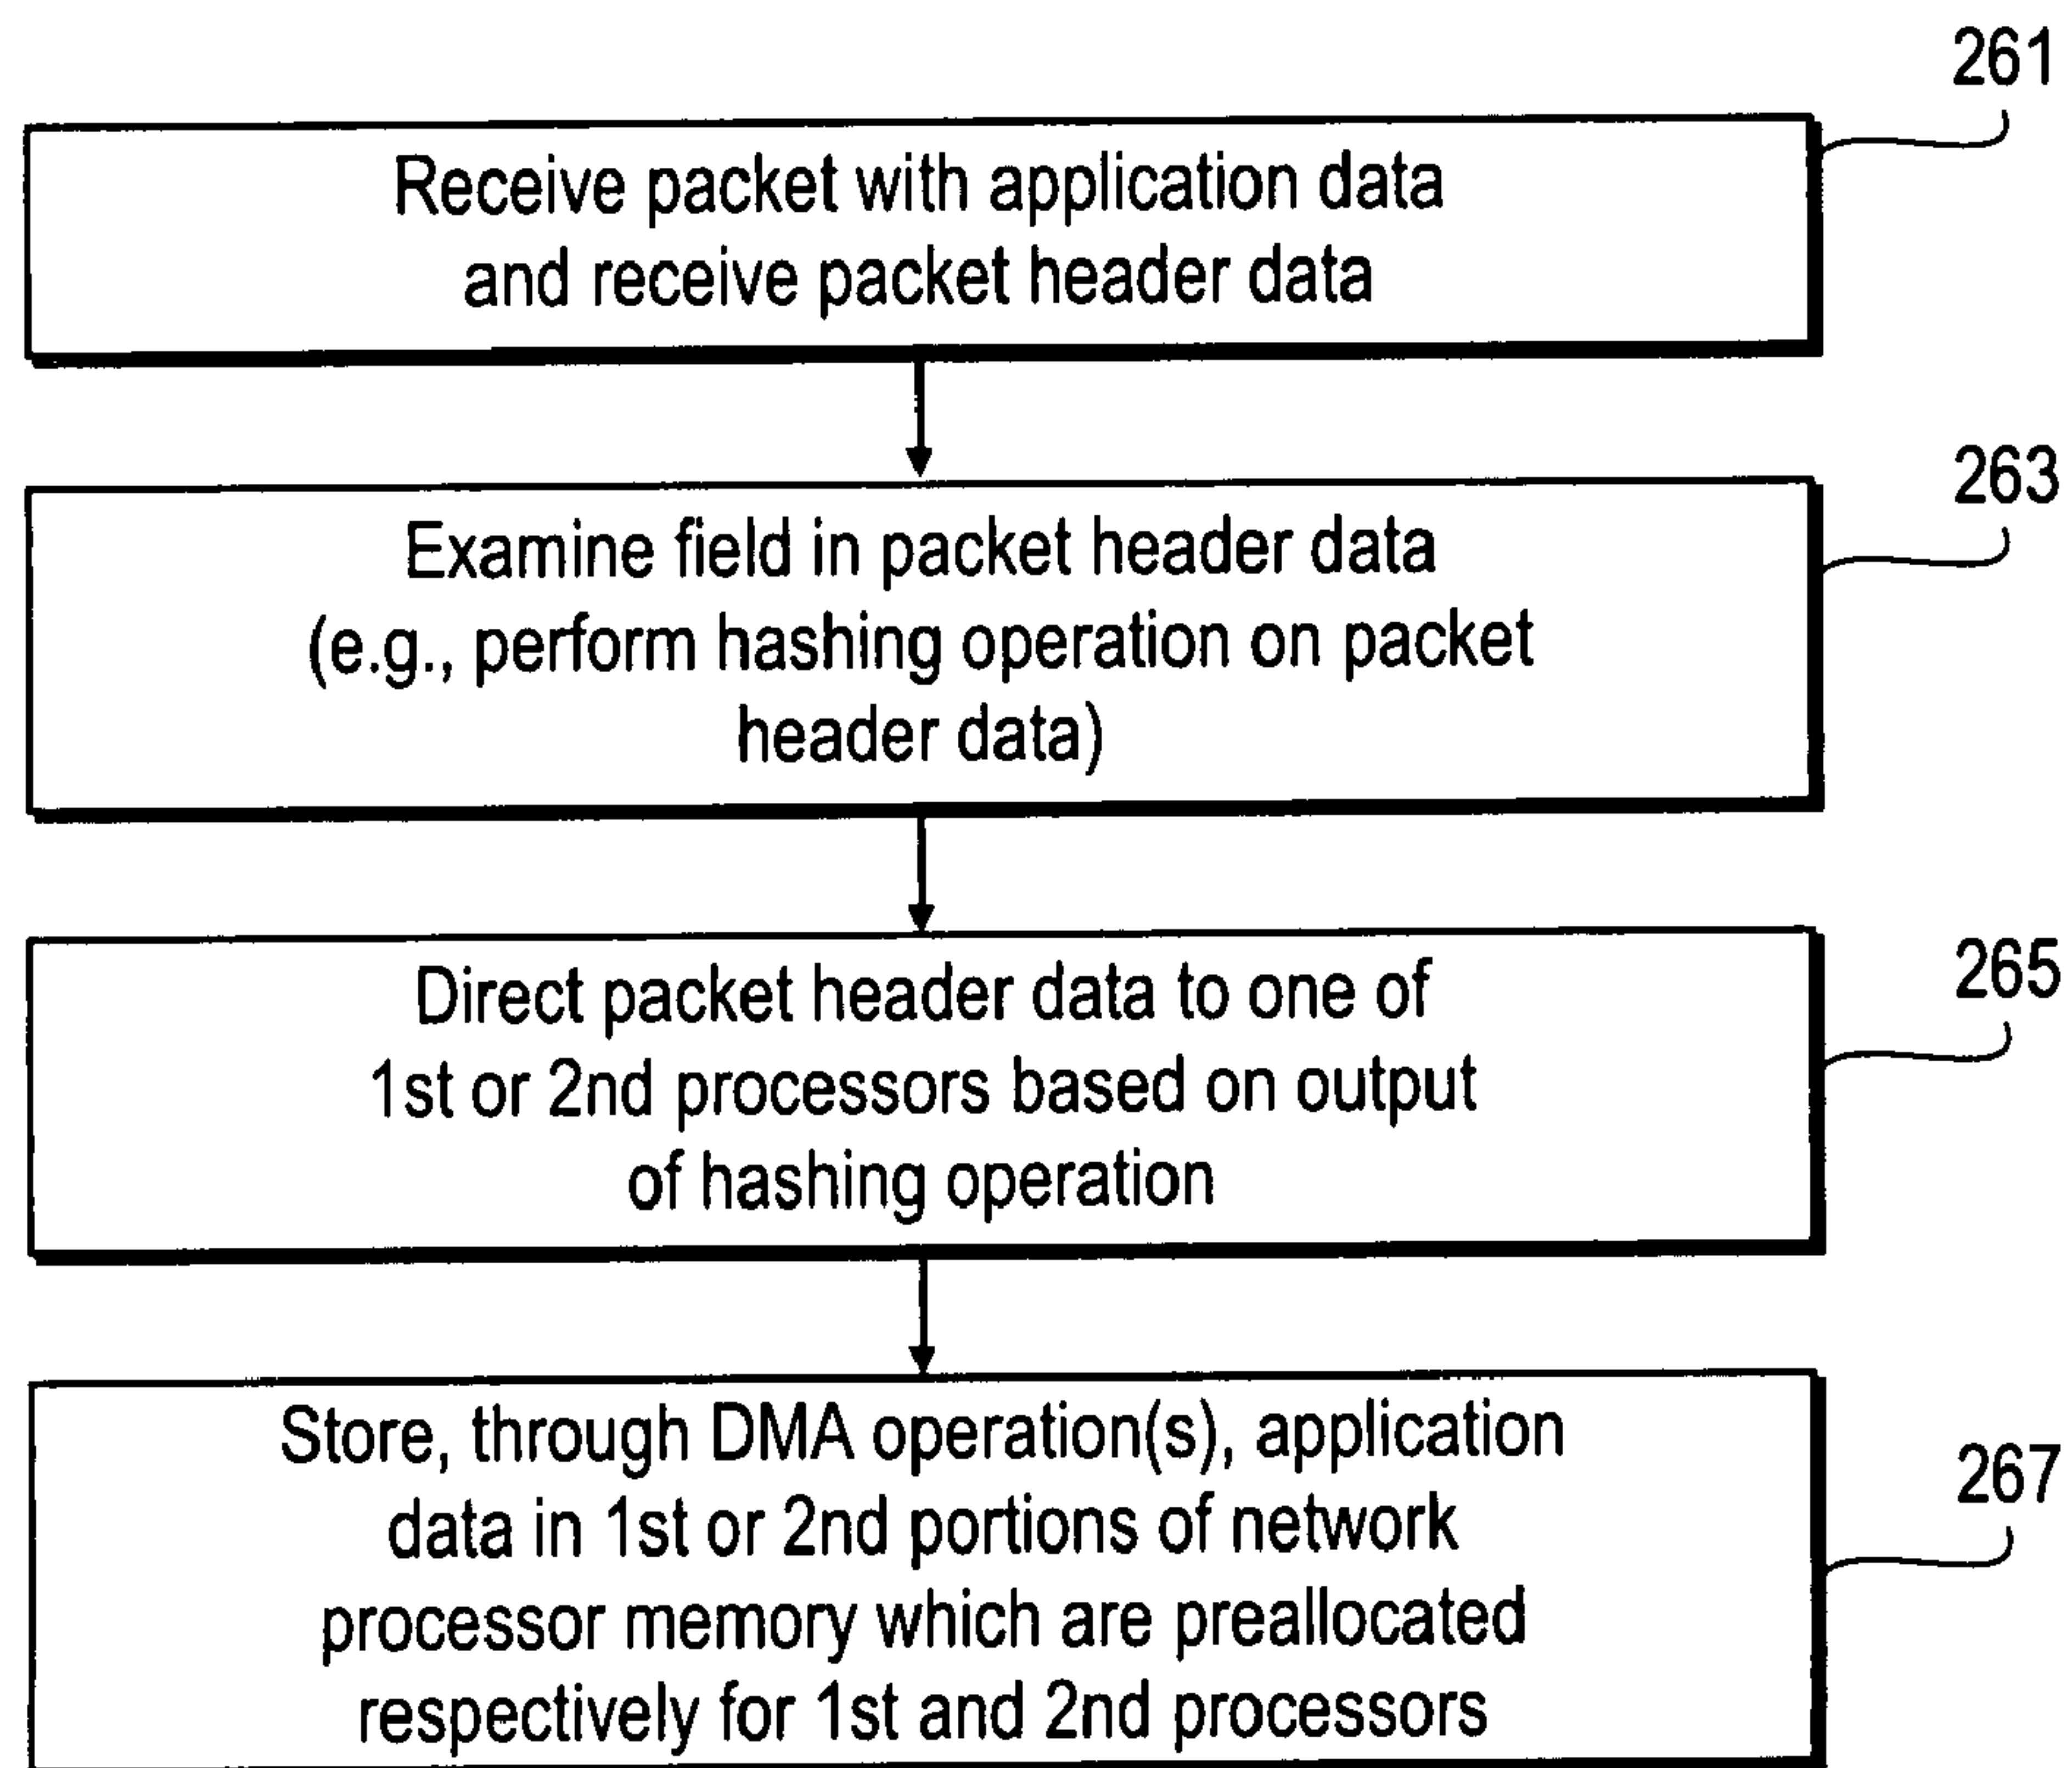 261
Receive packet with application data
and receive packet header data
263
Examine field in packet header data
(e.g., perform hashing operation on packet
header data)
265
Direct packet header data to one of
1st or 2nd processors based on output
of hashing operation
267
Store, through DMA operation(s), application
data in 1st or 2nd portions of network
processor memory which are preallocated
respectively for 1st and 2nd processors